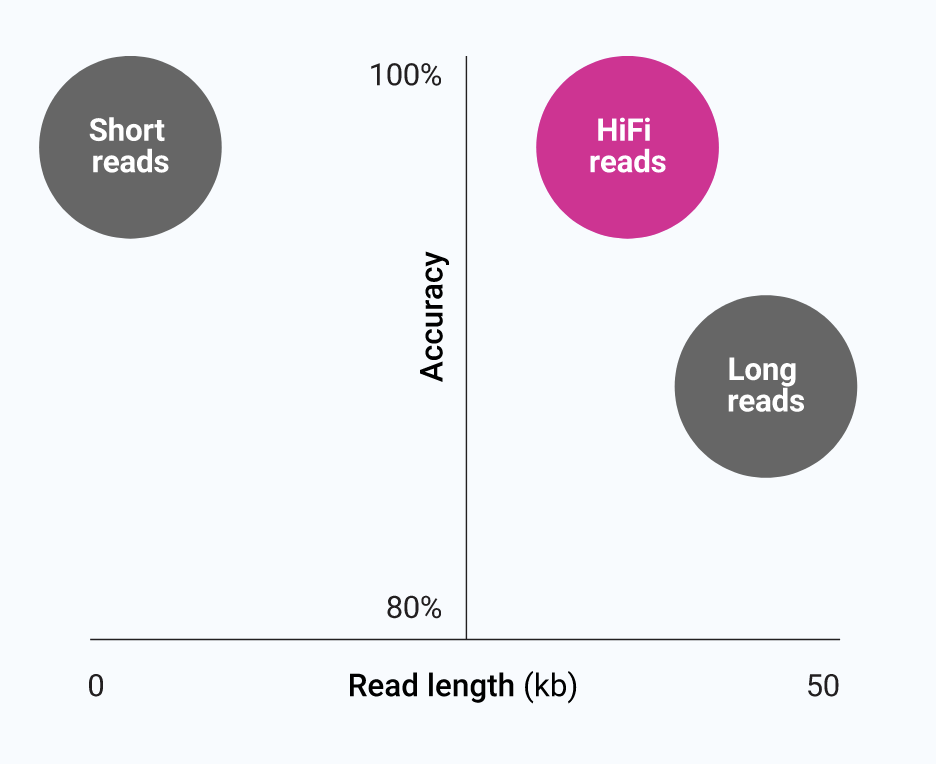 100%
Short
reads
HiFi
reads
Accuracy
Long
reads
80%
0
Read length (kb)
50